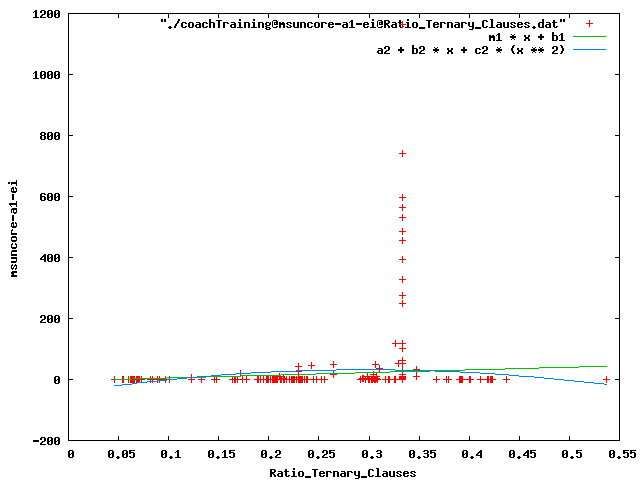 1200
"./coachTraining@msuncore-a1-ei@Ratio_Ternary_Clauses.dat"
m1 * x + b1
a2 + b2 * x + c2 * (x ** 2)
1000
800
600
400
200
0
-200
msuncore-a1-ei
0 0.05 0.1 0.15 0.2 0.25 0.3 0.35 0.4 0.45 0.5 0.55
Ratio_Ternary_Clauses